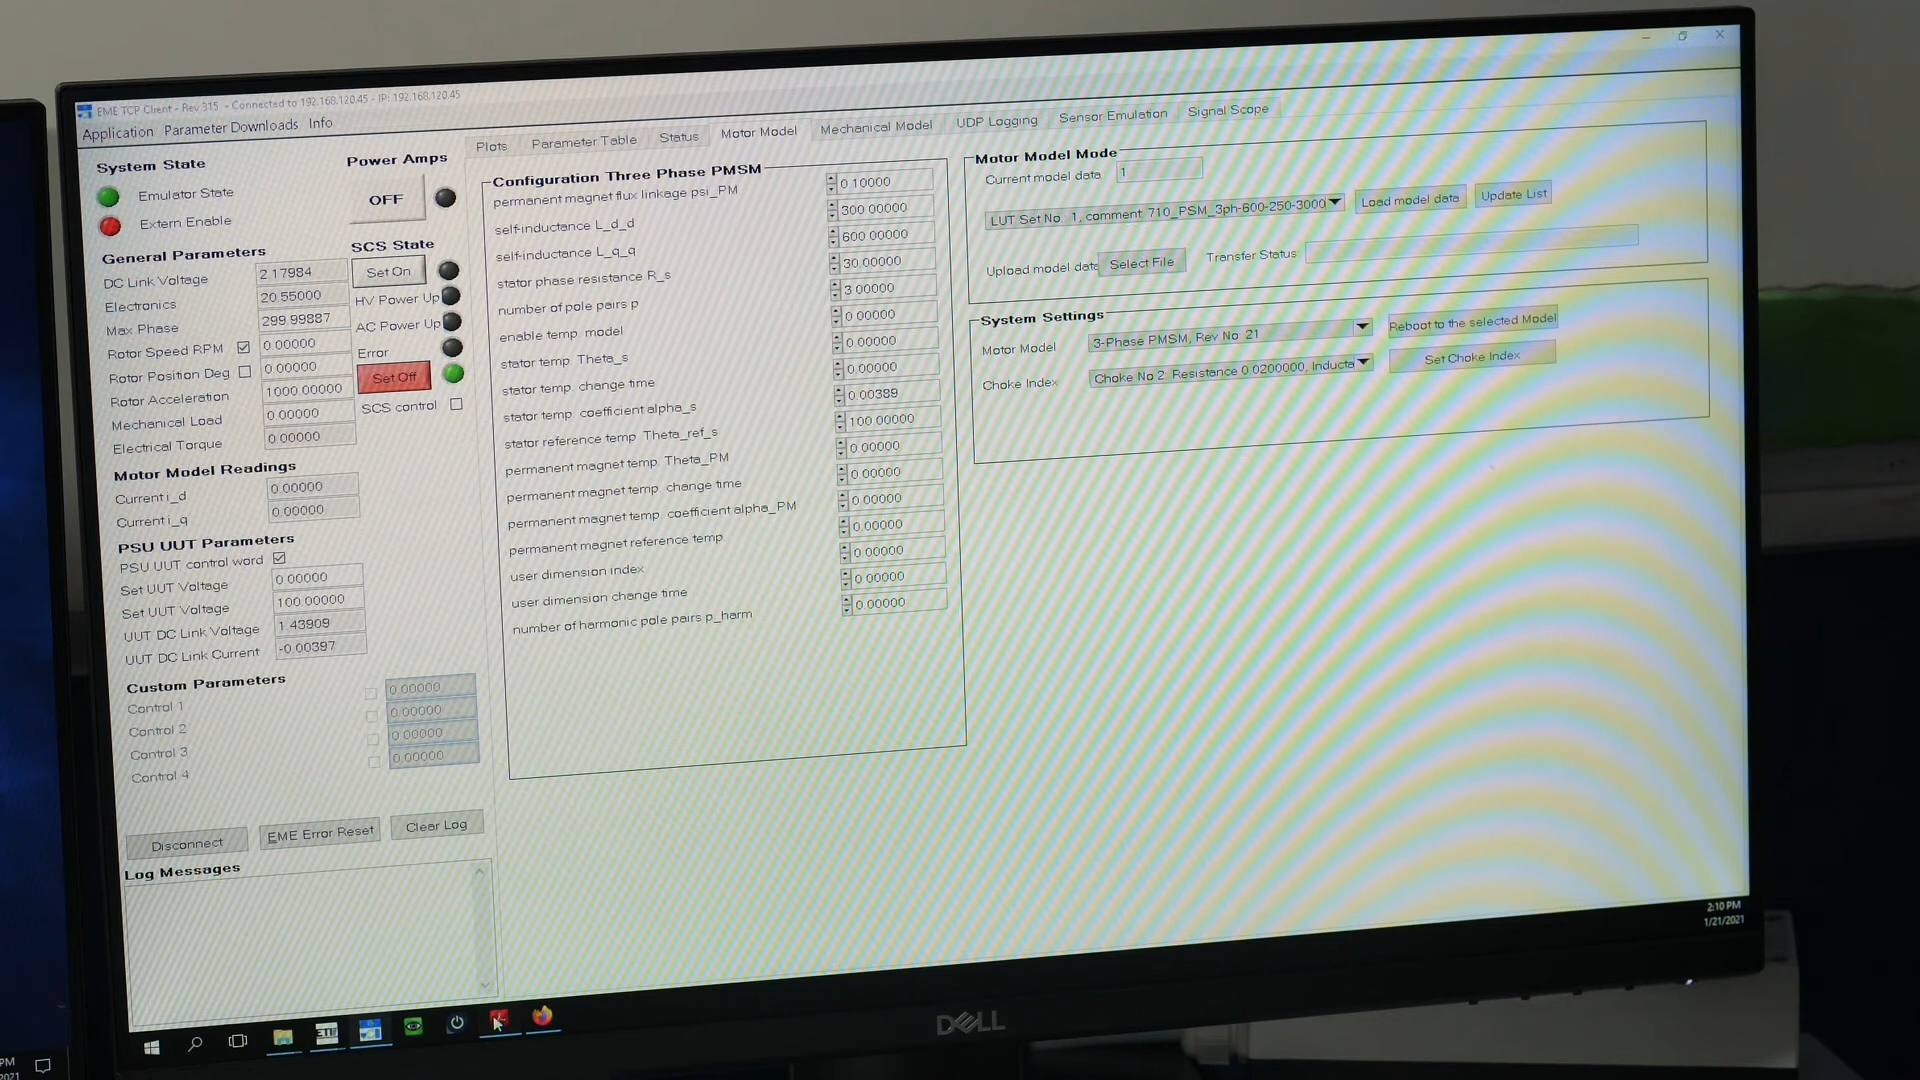 EME TCP Client - Rev 315 - Connected to 192.168.120.45 - IP: 192.168.120.45
Application Parameter Downloads Info
Plots Parameter Table Status Motor Model Mechanical Model UDP Logging Sensor Emulation Signal Scope
System State
Emulator State
Extern Enable
Power Amps
OFF
General Parameters
DC Link Voltage 2.17984
Electronics 20.55000
Max Phase 299.99887
Rotor Speed RPM 0.00000
Rotor Position Deg 0.00000
Rotor Acceleration 1000.00000
Mechanical Load 0.00000
Electrical Torque 0.00000
SCS State
Set On
HV Power Up
AC Power Up
Error
Set Off
SCS control
Motor Model Readings
Current i_d 0.00000
Current i_q 0.00000
PSU UUT Parameters
PSU UUT control word
Set UUT Voltage 0.00000
Set UUT Voltage 100.00000
UUT DC Link Voltage 1.43909
UUT DC Link Current -0.00397
Custom Parameters
Control 1 0.00000
Control 2 0.00000
Control 3 0.00000
Control 4 0.00000
Disconnect EME Error Reset Clear Log
Log Messages
Configuration Three Phase PMSM
permanent magnet flux linkage psi_PM 0.10000
self-inductance L_d_d 300.00000
self-inductance L_q_q 600.00000
stator phase resistance R_s 30.00000
number of pole pairs p 3.00000
enable temp. model 0.00000
stator temp. Theta_s 0.00000
stator temp. change time 0.00000
stator temp. coefficient alpha_s 0.00389
stator reference temp. Theta_ref_s 100.00000
permanent magnet temp. Theta_PM 0.00000
permanent magnet temp. change time 0.00000
permanent magnet temp. coefficient alpha_PM 0.00000
permanent magnet reference temp. 0.00000
user dimension index 0.00000
user dimension change time 0.00000
number of harmonic pole pairs p_harm 0.00000
Motor Model Mode
Current model data 1
LUT Set No. 1, comment 710_PSM_3ph-600-250-3000 Load model data Update List
Upload model data Select File Transfer Status:
System Settings
Motor Model 3-Phase PMSM, Rev No 21 Reboot to the selected Model
Choke Index Choke No 2 Resistance 0.0200000, Inducta Set Choke Index
2:10 PM
1/21/2021
DELL
PM